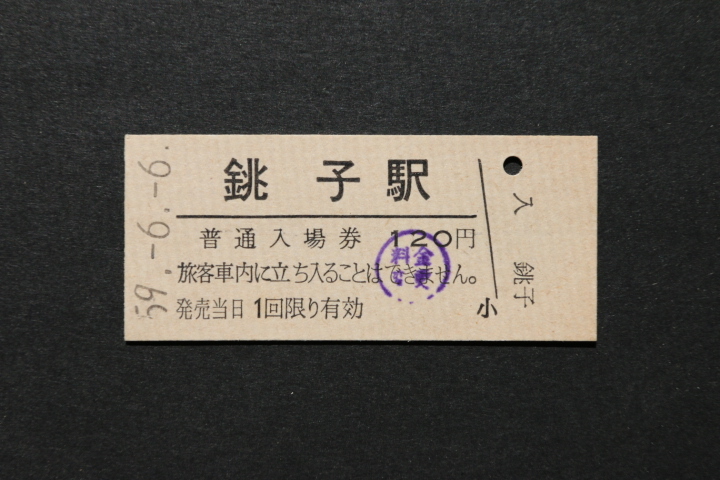 銚子駅
普通入場券 120円
旅客車内に立ち入ることはできません。
発売当日1回限り有効
小
入 銚子
59.-6.-6.
料金変更